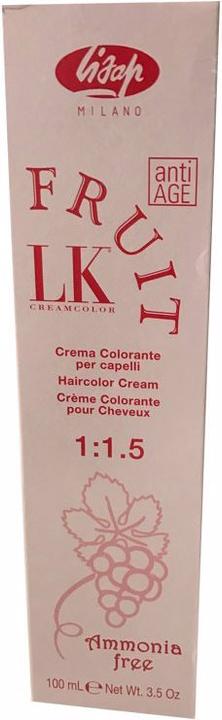 Lisap
MILANO
anti
AGE
FRUIT
LK
CREAMCOLOR
Crema Colorante
per capelli
Haircolor Cream
Crème Colorante
pour Cheveux
1:1.5
Ammonia
free
100 mL ℮ Net Wt. 3.5 Oz.